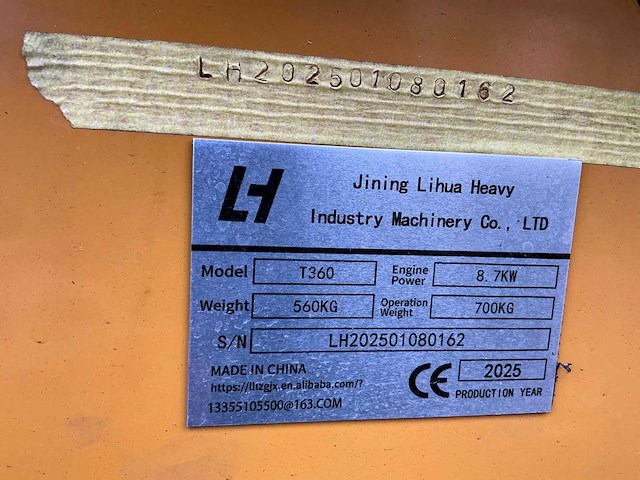 LH202501080162
LH
Jining Lihua Heavy
Industry Machinery Co., LTD
Model T360 Engine Power 8.7KW
Weight 560KG Operation Weight 700KG
S/N LH202501080162
MADE IN CHINA
https://lhzgjx.en.alibaba.com/?
13355105500@163.COM
CE 2025
PRODUCTION YEAR